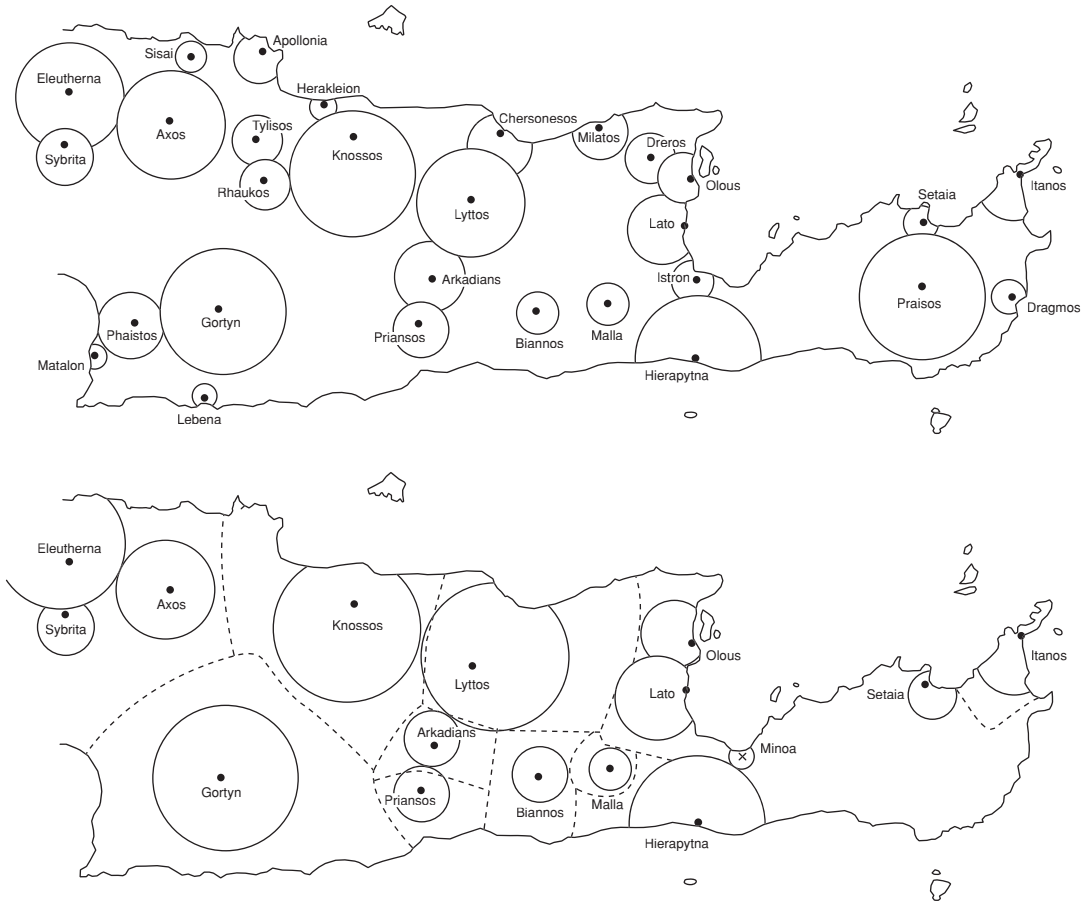 Apollonia
Sisai
Eleutherna
Herakleion
Chersonesos
Axos
Tylisos
Milatos
Dreros
Sybrita
Knossos
Rhaukos
Olous
Itanos
Setaia
Lyttos
Lato
Arkadians
Istron
Praisos
Dragmos
Gortyn
Phaistos
Priansos
Biannos
Malla
Matalon
Hierapytna
Lebena
Eleutherna
Axos
Sybrita
Knossos
Olous
Itanos
Lyttos
Lato
Setaia
Arkadians
Minoa
Gortyn
Priansos
Biannos
Malla
Hierapytna